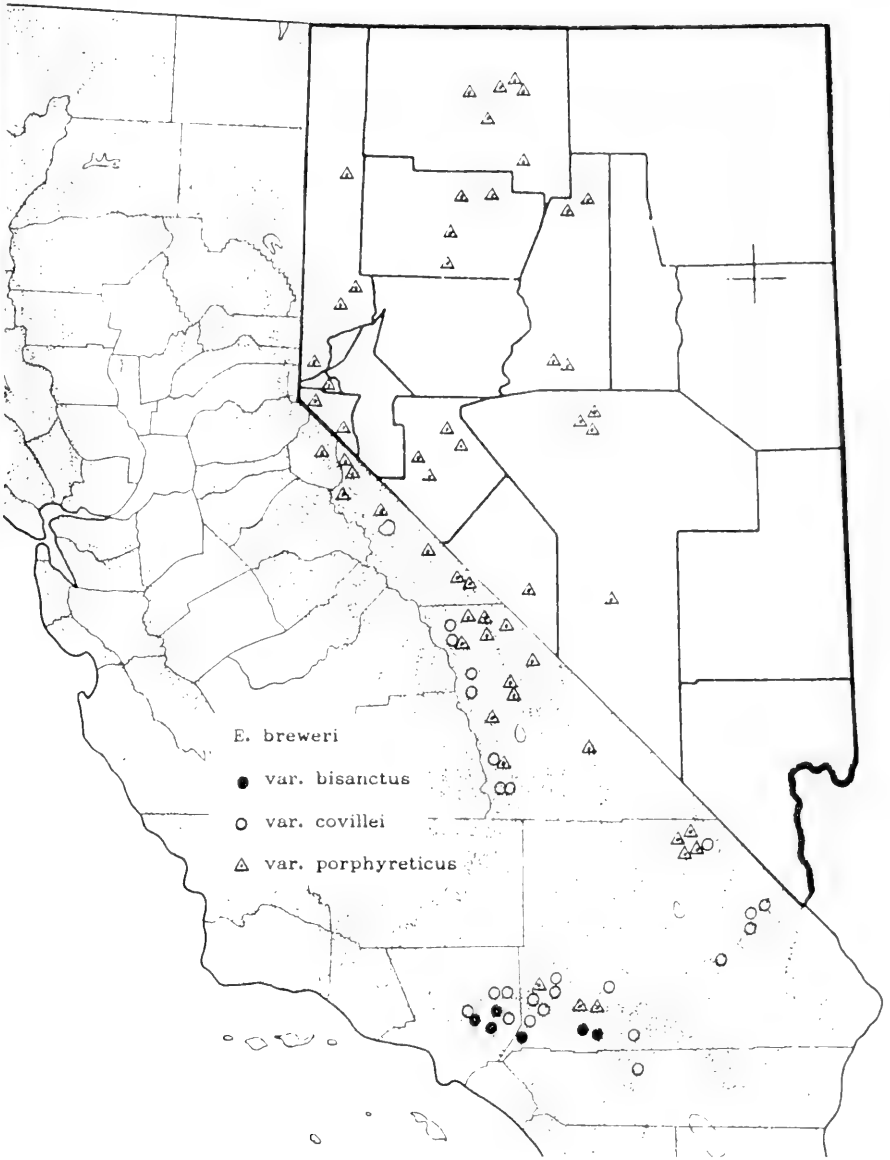 E. breweri
var. bisanctus
var. covillei
var. porphyreticus